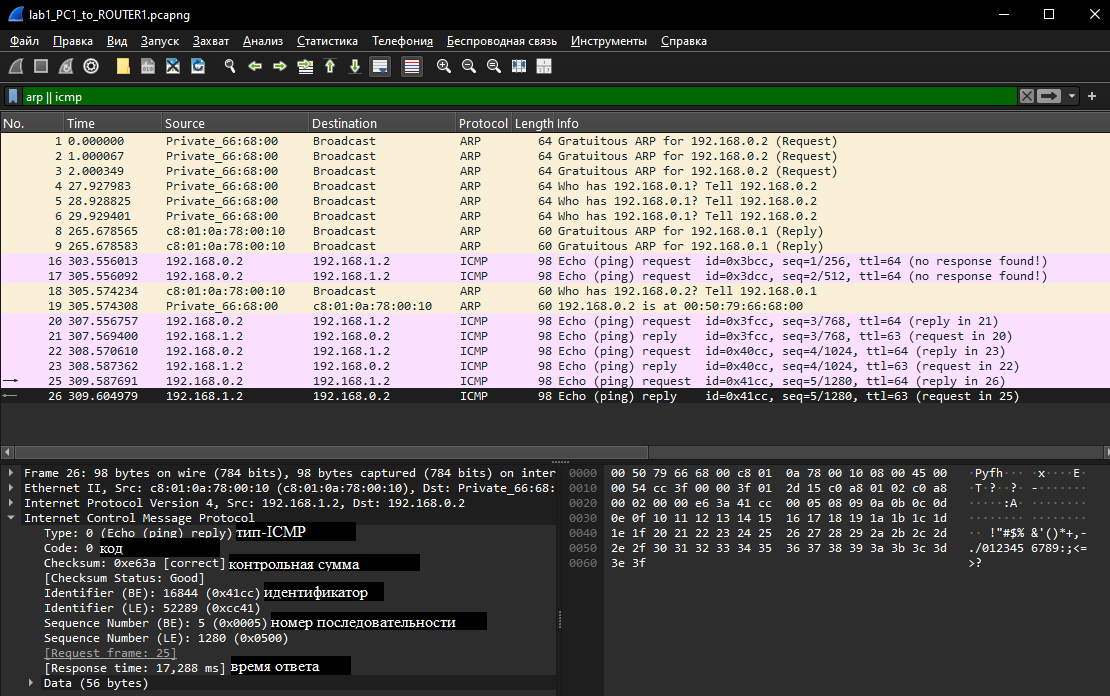 lab1_PC1_to_ROUTER1.pcapng
Файл Правка Вид Запуск Захват Анализ Статистика Телефония Беспроводная связь Инструменты Справка
arp || icmp
No. Time Source Destination Protocol Length Info
1 0.000000 Private_66:68:00 Broadcast ARP 64 Gratuitous ARP for 192.168.0.2 (Request)
2 1.000067 Private_66:68:00 Broadcast ARP 64 Gratuitous ARP for 192.168.0.2 (Request)
3 2.000349 Private_66:68:00 Broadcast ARP 64 Gratuitous ARP for 192.168.0.2 (Request)
4 27.927983 Private_66:68:00 Broadcast ARP 64 Who has 192.168.0.1? Tell 192.168.0.2
5 28.928825 Private_66:68:00 Broadcast ARP 64 Who has 192.168.0.1? Tell 192.168.0.2
6 29.929401 Private_66:68:00 Broadcast ARP 64 Who has 192.168.0.1? Tell 192.168.0.2
8 265.678565 c8:01:0a:78:00:10 Broadcast ARP 60 Gratuitous ARP for 192.168.0.1 (Reply)
9 265.678583 c8:01:0a:78:00:10 Broadcast ARP 60 Gratuitous ARP for 192.168.0.1 (Reply)
16 303.556013 192.168.0.2 192.168.1.2 ICMP 98 Echo (ping) request id=0x3bcc, seq=1/256, ttl=64 (no response found!)
17 305.556092 192.168.0.2 192.168.1.2 ICMP 98 Echo (ping) request id=0x3dcc, seq=2/512, ttl=64 (no response found!)
18 305.574234 c8:01:0a:78:00:10 Broadcast ARP 60 Who has 192.168.0.2? Tell 192.168.0.1
19 305.574308 Private_66:68:00 c8:01:0a:78:00:10 ARP 60 192.168.0.2 is at 00:50:79:66:68:00
20 307.556757 192.168.0.2 192.168.1.2 ICMP 98 Echo (ping) request id=0x3fcc, seq=3/768, ttl=64 (reply in 21)
21 307.569400 192.168.1.2 192.168.0.2 ICMP 98 Echo (ping) reply id=0x3fcc, seq=3/768, ttl=63 (request in 20)
22 308.570610 192.168.0.2 192.168.1.2 ICMP 98 Echo (ping) request id=0x40cc, seq=4/1024, ttl=64 (reply in 23)
23 308.587362 192.168.1.2 192.168.0.2 ICMP 98 Echo (ping) reply id=0x40cc, seq=4/1024, ttl=63 (request in 22)
25 309.587691 192.168.0.2 192.168.1.2 ICMP 98 Echo (ping) request id=0x41cc, seq=5/1280, ttl=64 (reply in 26)
26 309.604979 192.168.1.2 192.168.0.2 ICMP 98 Echo (ping) reply id=0x41cc, seq=5/1280, ttl=63 (request in 25)
Frame 26: 98 bytes on wire (784 bits), 98 bytes captured (784 bits) on inter
Ethernet II, Src: c8:01:0a:78:00:10 (c8:01:0a:78:00:10), Dst: Private_66:68:
Internet Protocol Version 4, Src: 192.168.1.2, Dst: 192.168.0.2
Internet Control Message Protocol
Type: 0 (Echo (ping) reply) тип-ICMP
Code: 0 код
Checksum: 0xe63a [correct] контрольная сумма
[Checksum Status: Good]
Identifier (BE): 16844 (0x41cc) идентификатор
Identifier (LE): 52289 (0xcc41)
Sequence Number (BE): 5 (0x0005) номер последовательности
Sequence Number (LE): 1280 (0x0500)
[Request frame: 25]
[Response time: 17,288 ms] время ответа
Data (56 bytes)
0000 00 50 79 66 68 00 c8 01 0a 78 00 10 08 00 45 00 ·Pyfh··· ·x····E·
0010 00 54 cc 3f 00 00 3f 01 2d 15 c0 a8 01 02 c0 a8 ·T·?··?· -·······
0020 00 02 00 00 e6 3a 41 cc 00 05 08 09 0a 0b 0c 0d ·····:A· ········
0030 0e 0f 10 11 12 13 14 15 16 17 18 19 1a 1b 1c 1d ········ ········
0040 1e 1f 20 21 22 23 24 25 26 27 28 29 2a 2b 2c 2d ·· !"#$% &'()*+,-
0050 2e 2f 30 31 32 33 34 35 36 37 38 39 3a 3b 3c 3d ./012345 6789:;<=
0060 3e 3f >?